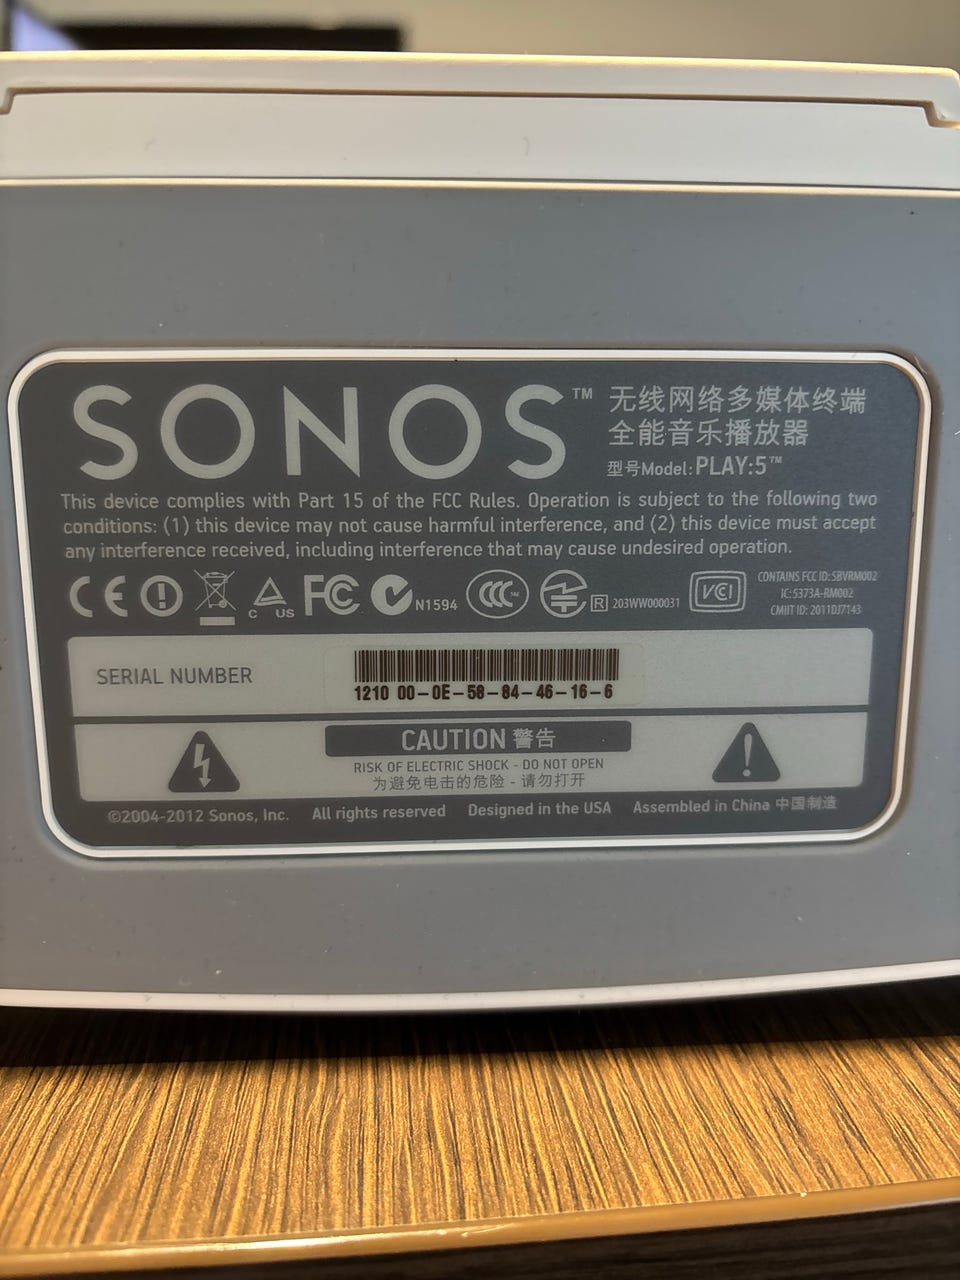 SONOS™
无线网络多媒体终端
全能音乐播放器
型号Model: PLAY:5™
This device complies with Part 15 of the FCC Rules. Operation is subject to the following two
conditions: (1) this device may not cause harmful interference, and (2) this device must accept
any interference received, including interference that may cause undesired operation.
CE
C US
FC
N1594
CCC
R 203WW000031
VCI
CONTAINS FCC ID: SBVRM002
IC: 5373A-RM002
CMIIT ID: 2011DJ7143
SERIAL NUMBER
1210 00-0E-58-84-46-16-6
CAUTION 警告
RISK OF ELECTRIC SHOCK - DO NOT OPEN
为避免电击的危险 - 请勿打开
©2004-2012 Sonos, Inc. All rights reserved Designed in the USA Assembled in China 中国制造